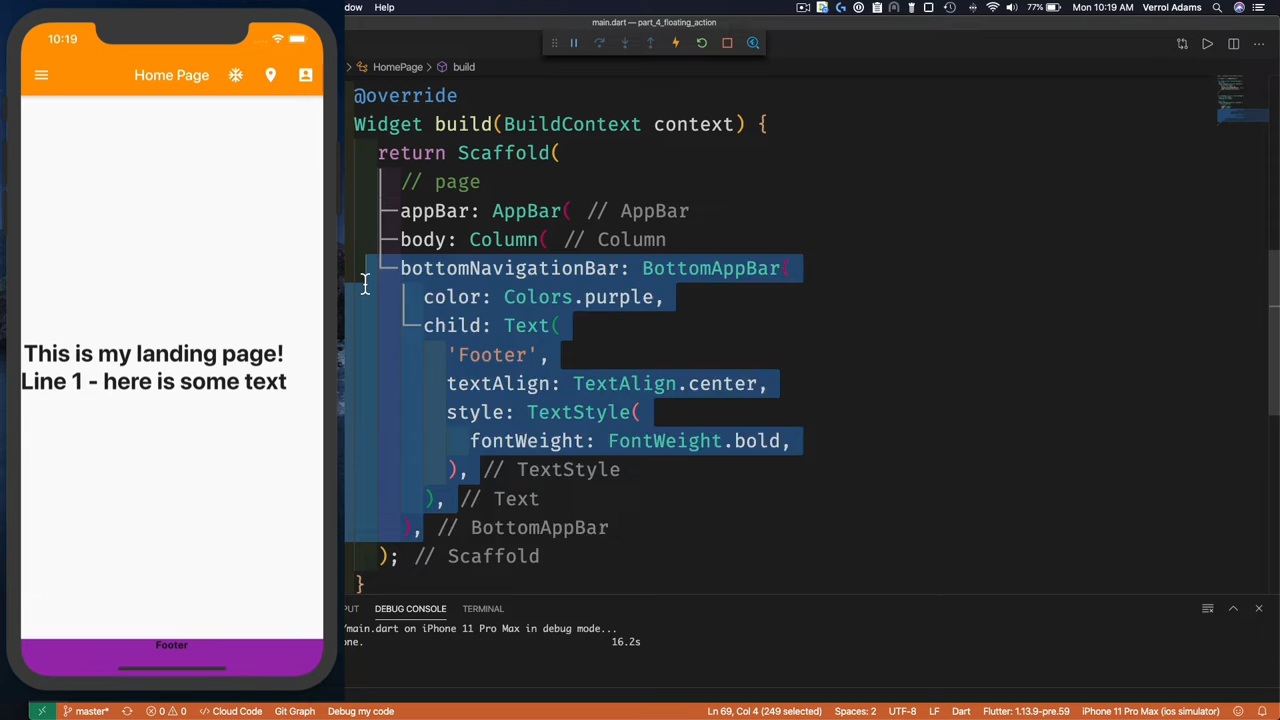 dow Help
77% Mon 10:19 AM Verrol Adams
main.dart — part_4_floating_action
HomePage > build
@override
Widget build(BuildContext context) {
return Scaffold(
// page
appBar: AppBar( // AppBar
body: Column( // Column
bottomNavigationBar: BottomAppBar(
color: Colors.purple,
child: Text(
'Footer',
textAlign: TextAlign.center,
style: TextStyle(
fontWeight: FontWeight.bold,
), // TextStyle
), // Text
), // BottomAppBar
); // Scaffold
}
PUT DEBUG CONSOLE TERMINAL
/main.dart on iPhone 11 Pro Max in debug mode...
one. 16.2s
master* 0 0 Cloud Code Git Graph Debug my code Ln 69, Col 4 (249 selected) Spaces: 2 UTF-8 LF Dart Flutter: 1.13.9-pre.59 iPhone 11 Pro Max (ios simulator)
10:19
Home Page
This is my landing page!
Line 1 - here is some text
Footer